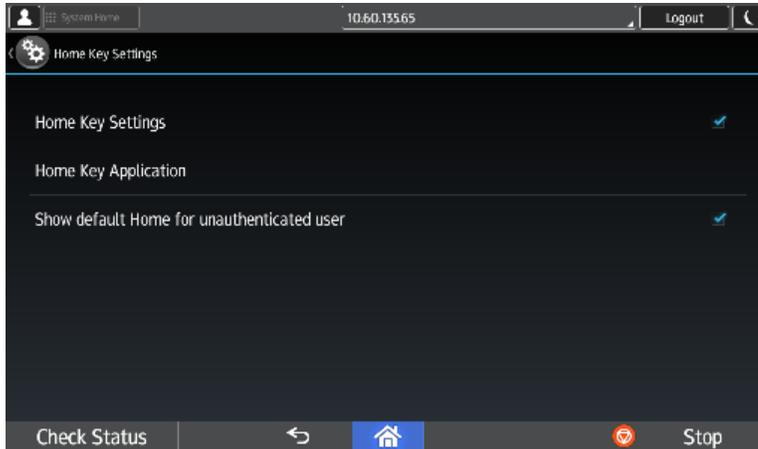 System Home
10.60.135.65
Logout
Home Key Settings
Home Key Settings
Home Key Application
Show default Home for unauthenticated user
Check Status
Stop